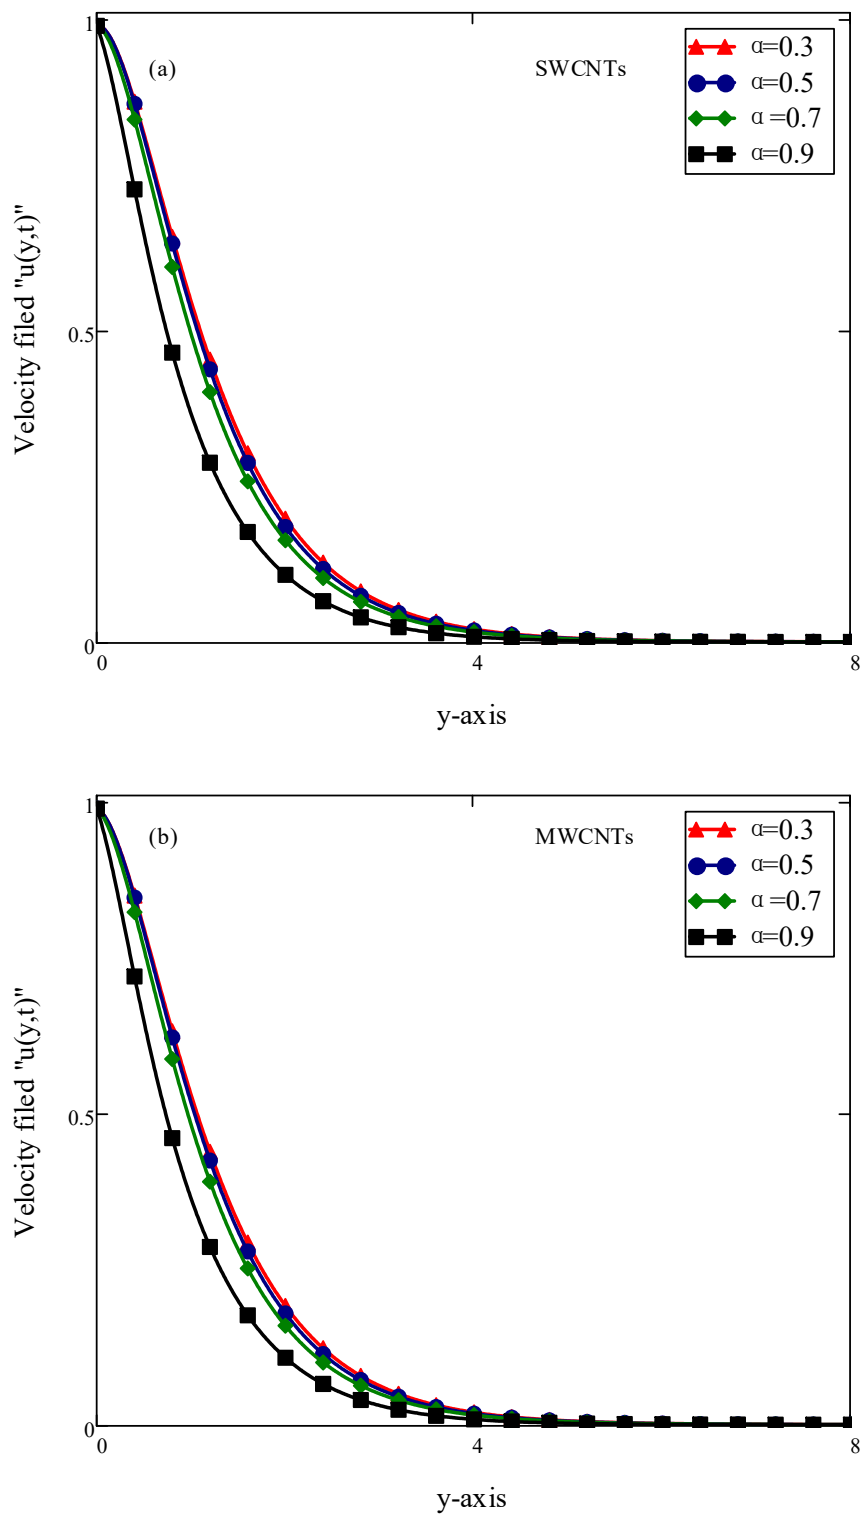 1
(a)
SWCNTs
α=0.3
α=0.5
α =0.7
α=0.9
Velocity filed "u(y,t)"
0.5
0
0
4
8
y-axis
1
(b)
MWCNTs
α=0.3
α=0.5
α =0.7
α=0.9
Velocity filed "u(y,t)"
0.5
0
0
4
8
y-axis